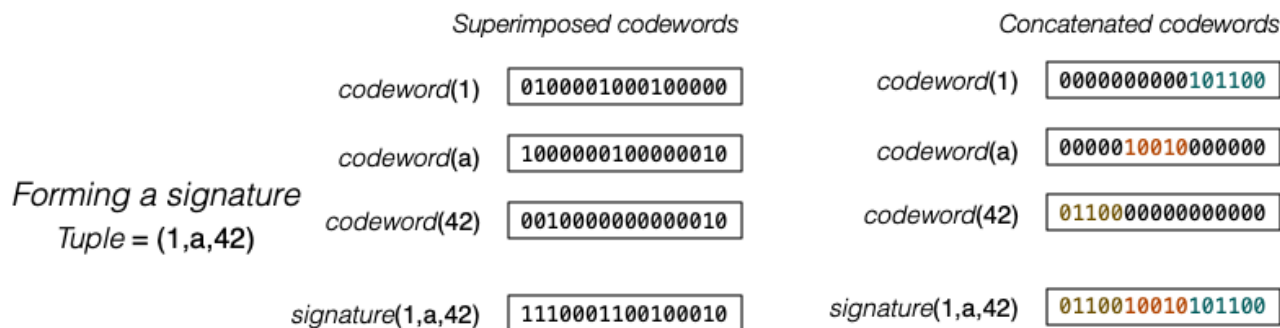 Superimposed codewords
Concatenated codewords
codeword(1) 0100001000100000
codeword(1) 0000000000101100
codeword(a) 1000000100000010
codeword(a) 0000010010000000
Forming a signature
Tuple = (1,a,42)
codeword(42) 0010000000000010
codeword(42) 0110000000000000
signature(1,a,42) 1110001100100010
signature(1,a,42) 0110010010101100